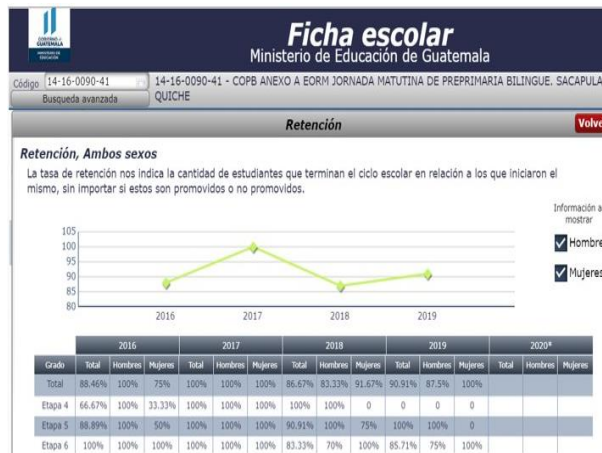 GOBIERNO de
GUATEMALA
MINISTERIO DE
EDUCACIÓN
Ficha escolar
Ministerio de Educación de Guatemala
Código 14-16-0090-41
Busqueda avanzada
14-16-0090-41 - COPB ANEXO A EORM JORNADA MATUTINA DE PREPRIMARIA BILINGUE. SACAPULA
QUICHE
Retención
Volve
Retención, Ambos sexos
La tasa de retención nos indica la cantidad de estudiantes que terminan el ciclo escolar en relación a los que iniciaron el
mismo, sin importar si estos son promovidos o no promovidos.
Información a
mostrar
Hombre
Mujeres
105
100
95
90
85
80
2016 2017 2018 2019
2016 2017 2018 2019 2020*
Grado Total Hombres Mujeres Total Hombres Mujeres Total Hombres Mujeres Total Hombres Mujeres Total Hombres Mujeres
Total 88.46% 100% 75% 100% 100% 100% 86.67% 83.33% 91.67% 90.91% 87.5% 100%
Etapa 4 66.67% 100% 33.33% 100% 100% 100% 100% 100% 0 0 0 0
Etapa 5 88.89% 100% 50% 100% 100% 100% 90.91% 100% 75% 100% 100% 0
Etapa 6 100% 100% 100% 100% 100% 100% 83.33% 70% 100% 85.71% 75% 100%